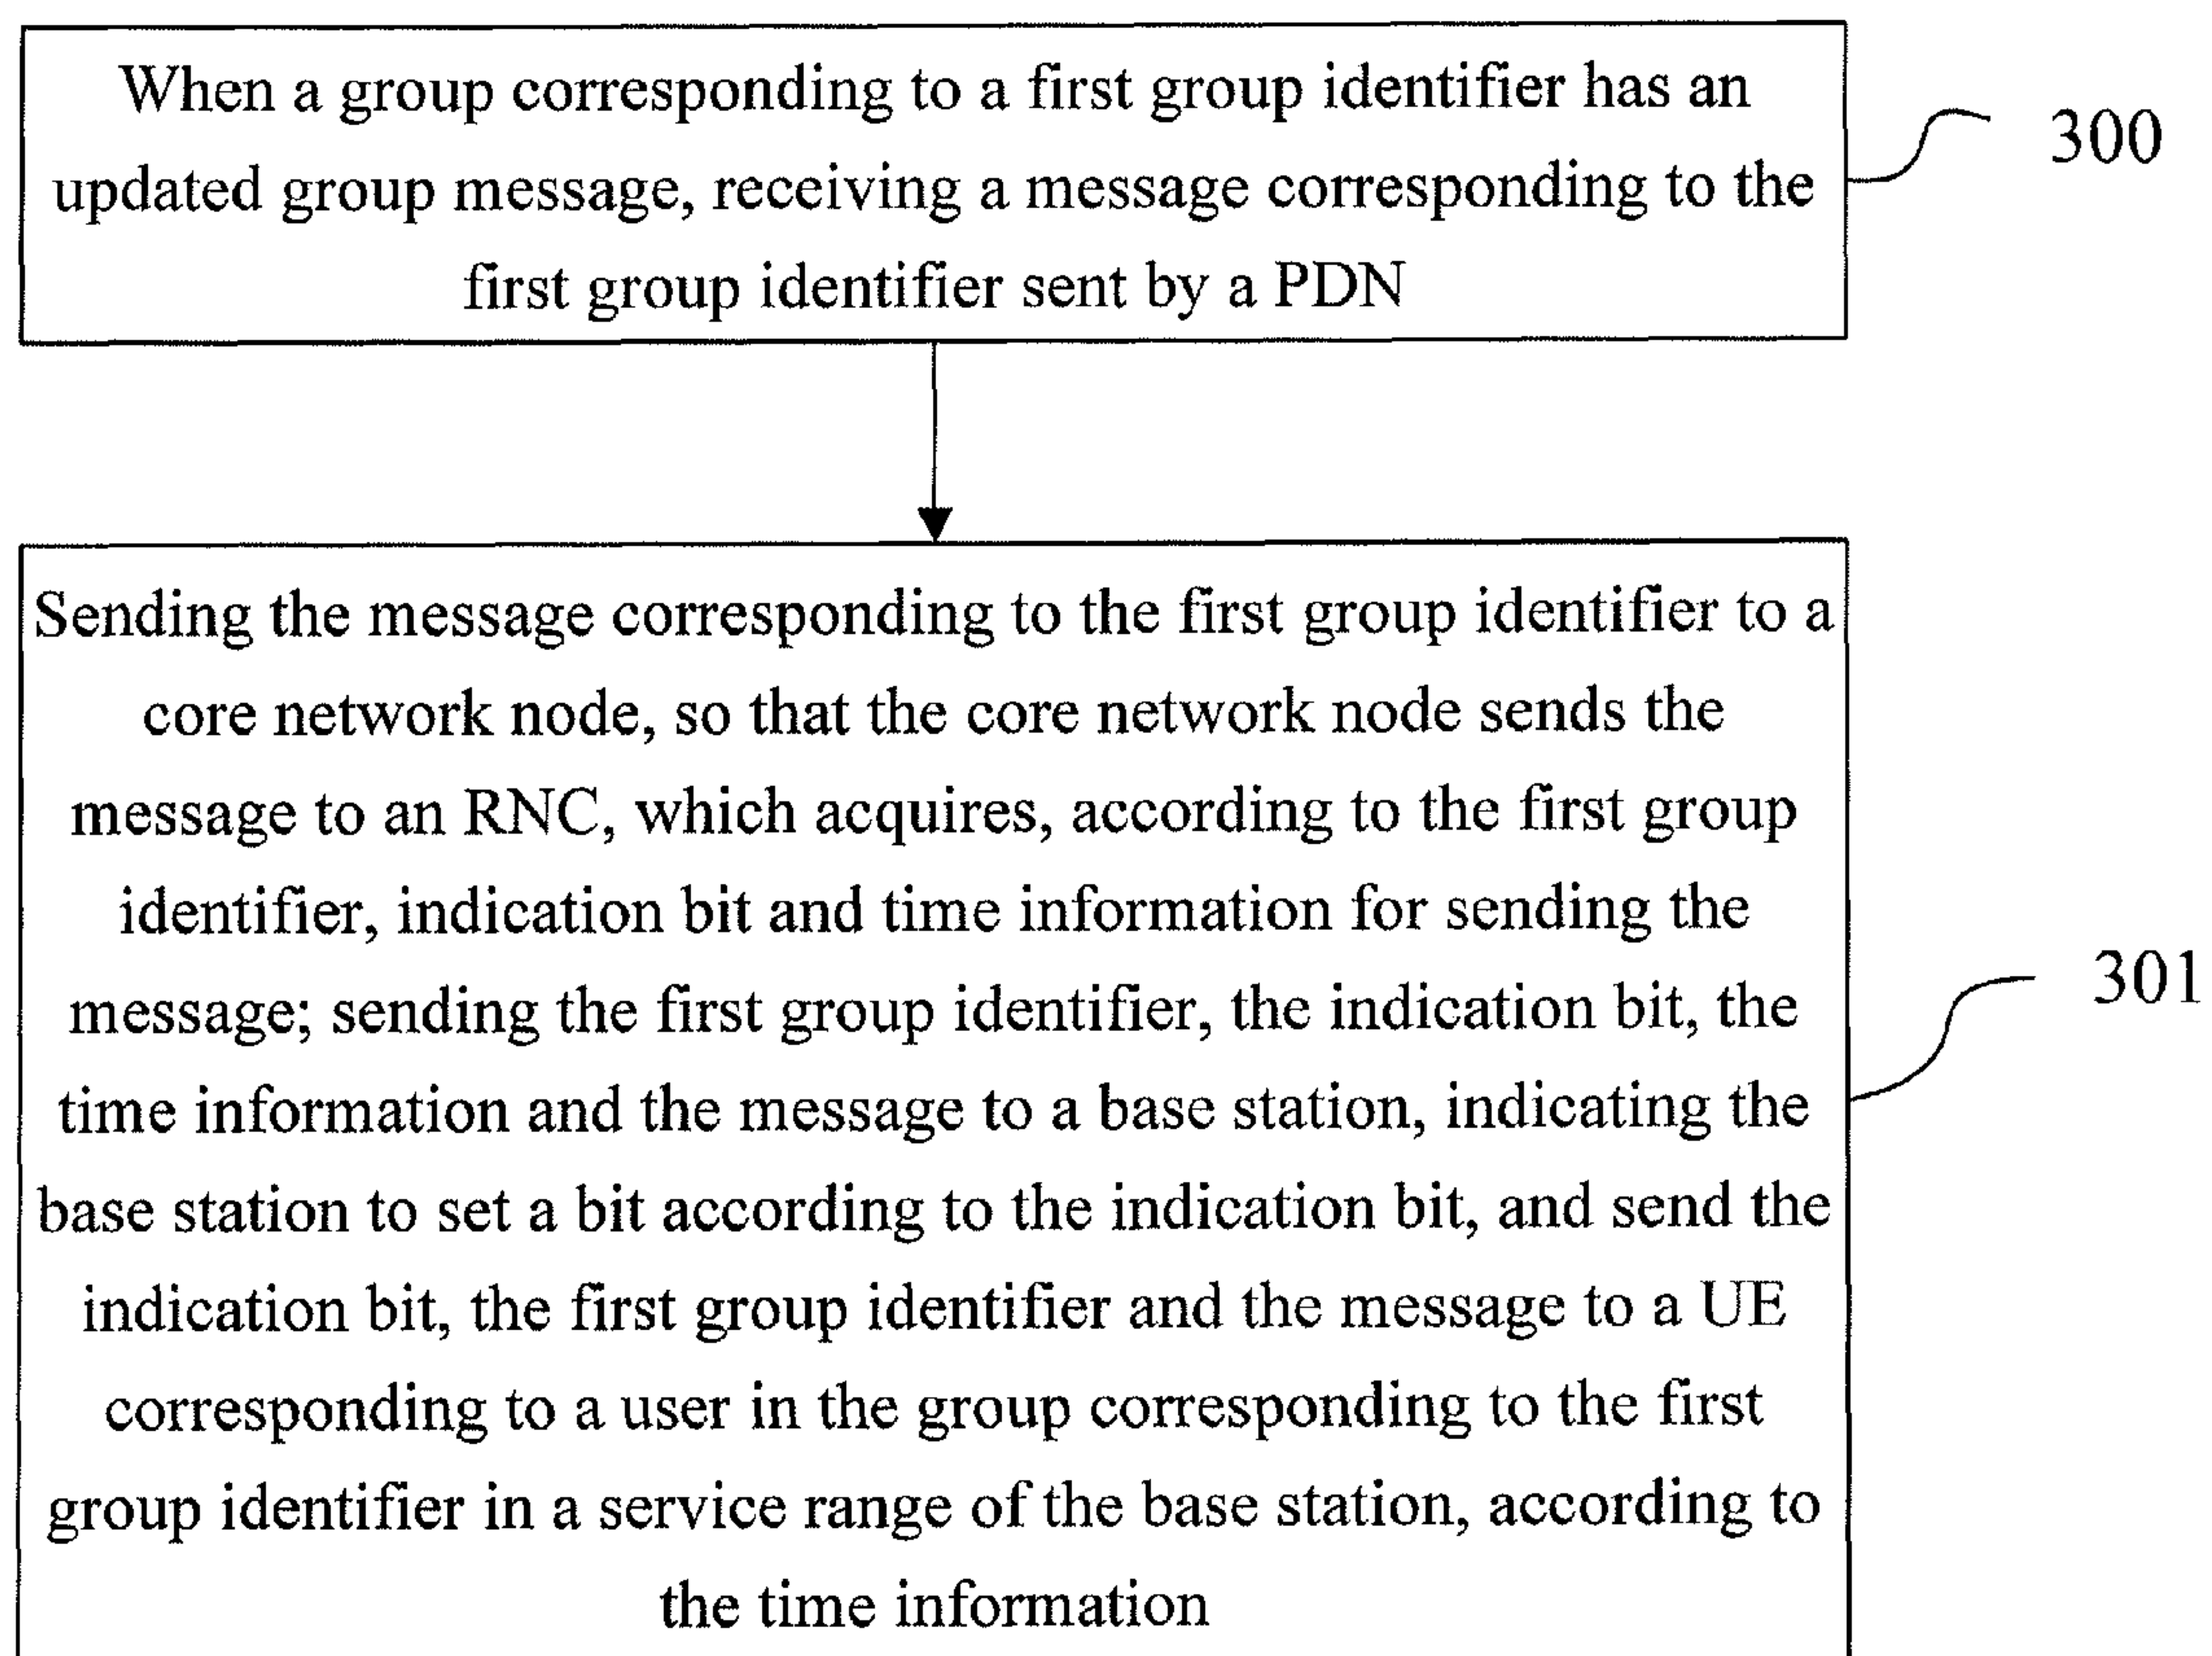 When a group corresponding to a first group identifier has an
updated group message, receiving a message corresponding to the
first group identifier sent by a PDN
300
Sending the message corresponding to the first group identifier to a
core network node, so that the core network node sends the
message to an RNC, which acquires, according to the first group
identifier, indication bit and time information for sending the
message; sending the first group identifier, the indication bit, the
time information and the message to a base station, indicating the
base station to set a bit according to the indication bit, and send the
indication bit, the first group identifier and the message to a UE
corresponding to a user in the group corresponding to the first
group identifier in a service range of the base station, according to
the time information
301